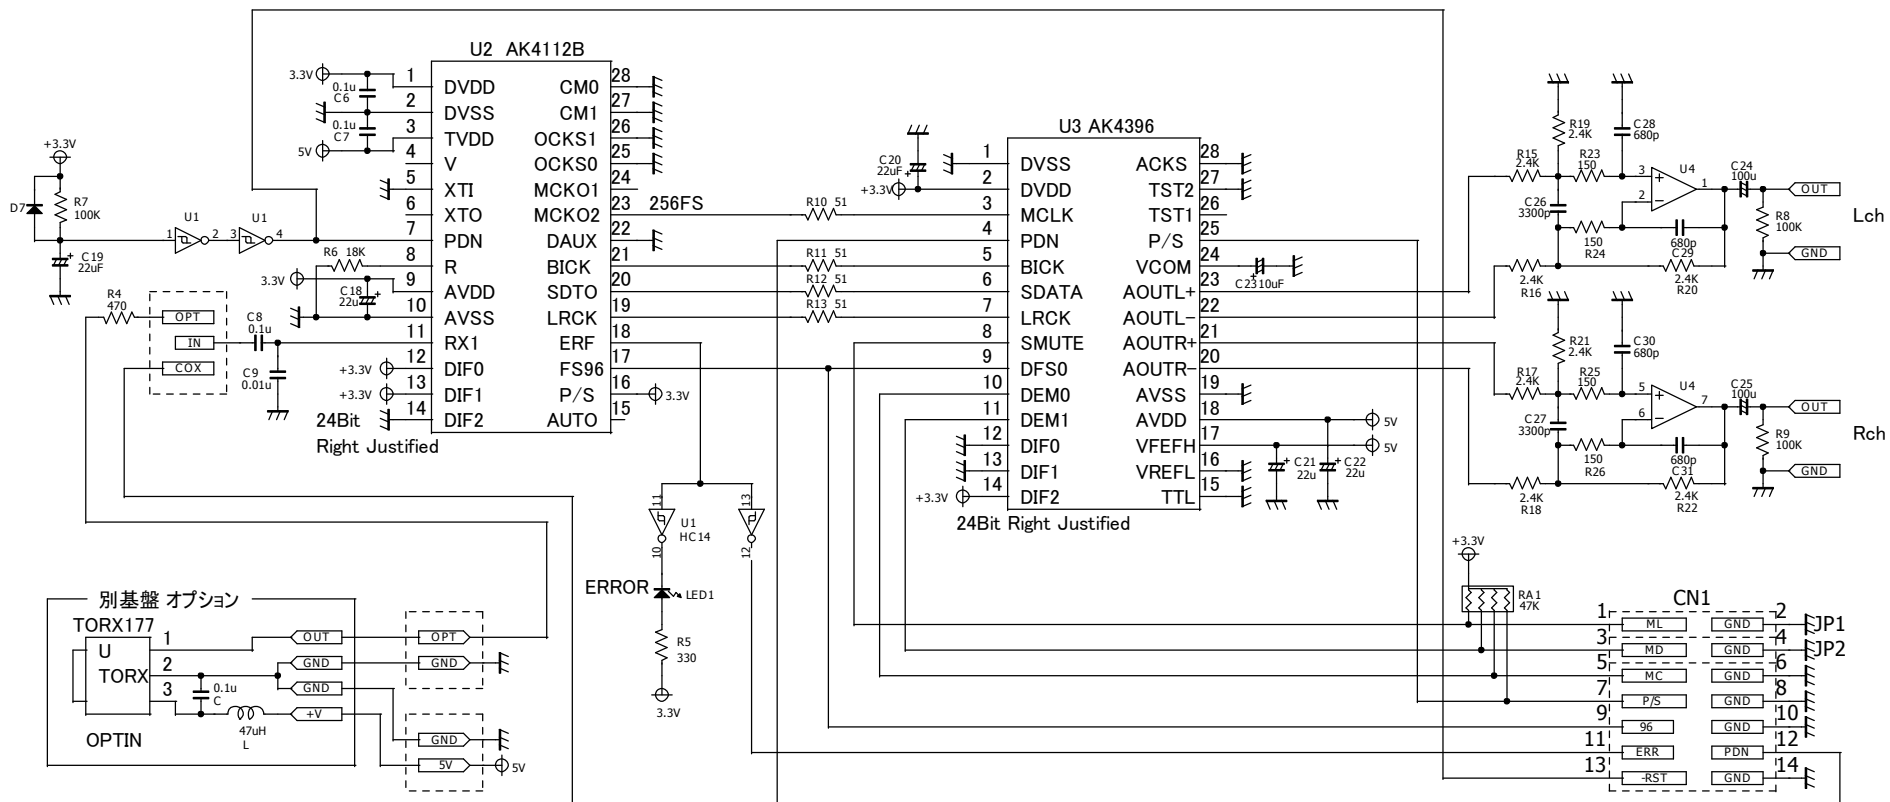 U2 AK4112B
3.3V
0.1u
C6
0.1u
C7
5V
1 DVDD CM0 28
2 DVSS CM1 27
3 TVDD OCKS1 26
4 V OCKS0 25
5 XTI MCKO1 24
6 XTO MCKO2 23
7 PDN DAUX 22
8 R BICK 21
9 AVDD SDTO 20
10 AVSS LRCK 19
11 RX1 ERF 18
12 DIF0 FS96 17
13 DIF1 P/S 16
14 DIF2 AUTO 15
24Bit
Right Justified
+3.3V
D7
R7
100K
C19
22uF
U1
1 2
U1
3 4
R6 18K
3.3V
C18
22u
R4
470
OPT
IN
COX
C8
0.1u
C9
0.01u
+3.3V
+3.3V
3.3V
256FS
R10 51
R11 51
R12 51
R13 51
U3 AK4396
C20
22uF
+3.3V
1 DVSS ACKS 28
2 DVDD TST2 27
3 MCLK TST1 26
4 PDN P/S 25
5 BICK VCOM 24
6 SDATA AOUTL+ 23
7 LRCK AOUTL- 22
8 SMUTE AOUTR+ 21
9 DFS0 AOUTR- 20
10 DEM0 AVSS 19
11 DEM1 AVDD 18
12 DIF0 VFEFH 17
13 DIF1 VREFL 16
14 DIF2 TTL 15
+3.3V
24Bit Right Justified
C2310uF
5V
5V
C21
22u
C22
22u
R19
2.4K
C28
680p
R15
2.4K
R23
150
U4
3 + 1
2 -
C24
100u
OUT
Lch
C26
3300p
R8
100K
150
R24
680p
C29
GND
2.4K
R16
2.4K
R20
R21
2.4K
C30
680p
R17
2.4K
R25
150
U4
5 + 7
6 -
C25
100u
OUT
Rch
C27
3300p
R9
100K
150
R26
680p
C31
GND
2.4K
R18
2.4K
R22
11 13
U1
HC14
10 12
ERROR
LED1
R5
330
3.3V
別基盤 オプション
TORX177
U
TORX
1
2
3
0.1u
C
47uH
L
OPTIN
OUT
GND
GND
+V
OPT
GND
GND
5V
5V
+3.3V
RA1
47K
CN1
1 ML GND 2 JP1
3 MD GND 4 JP2
5 MC GND 6
7 P/S GND 8
9 96 GND 10
11 ERR PDN 12
13 -RST GND 14